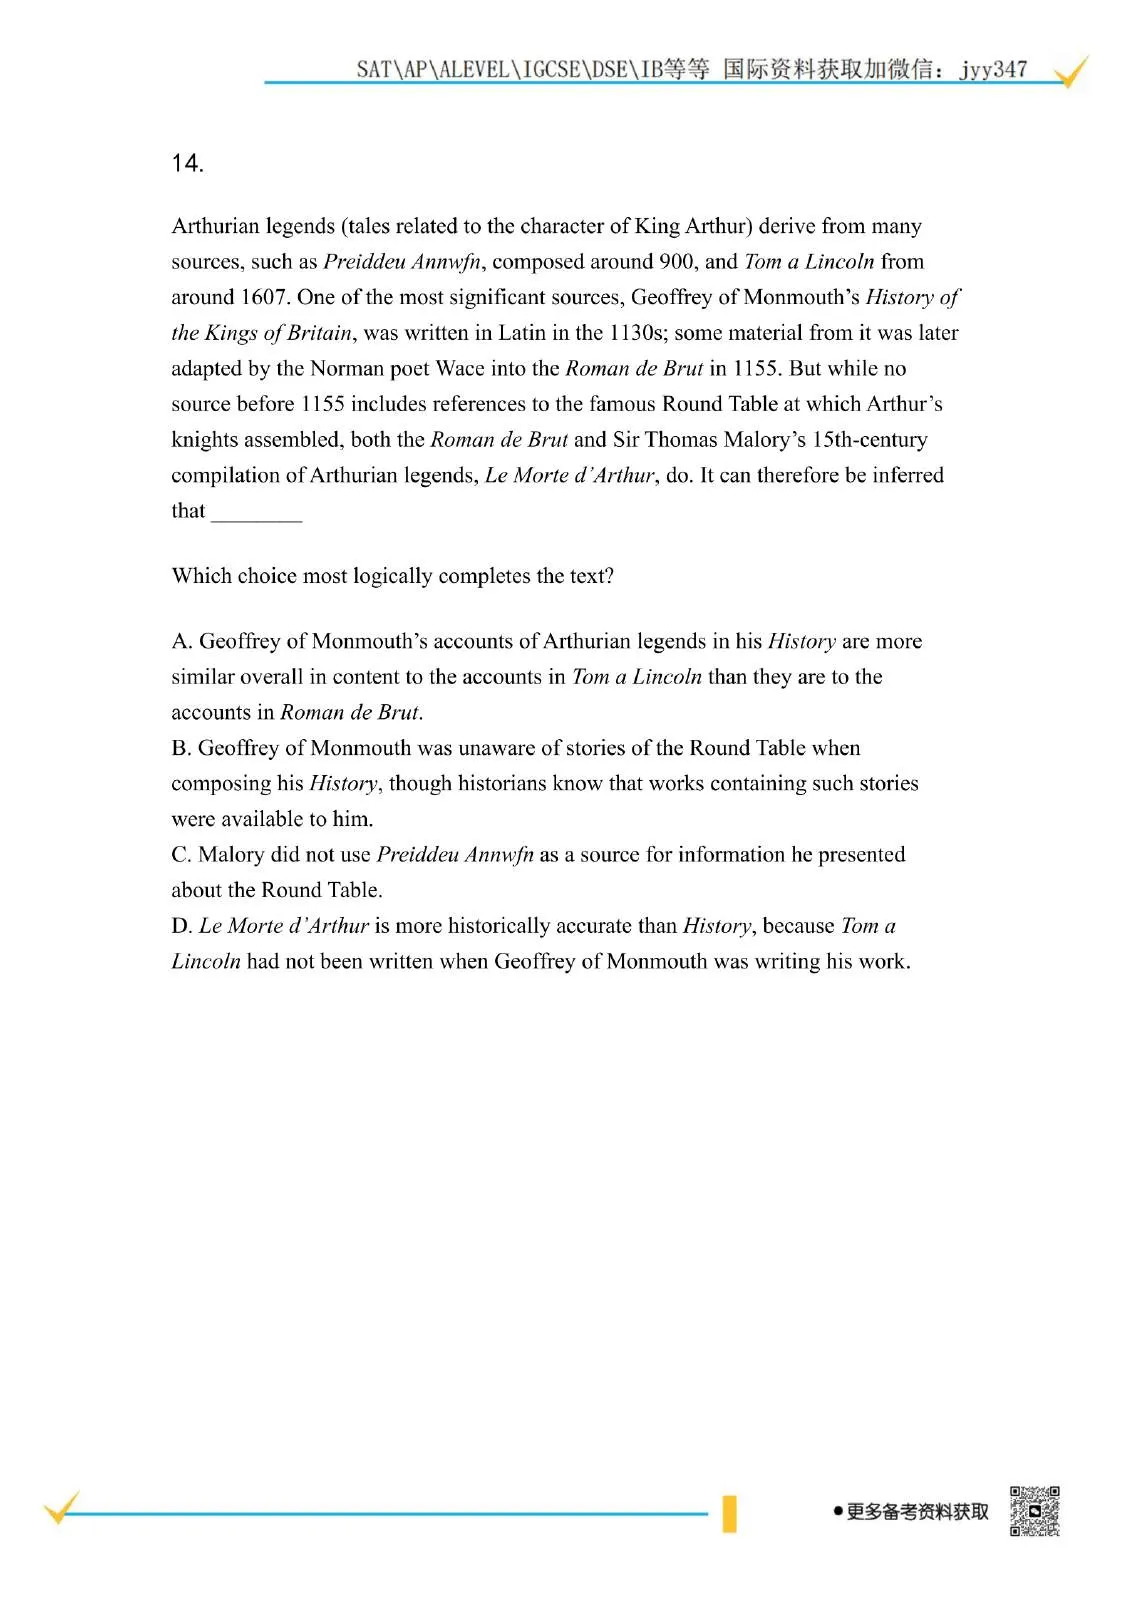 SAT\AP\ALEVEL\IGCSE\DSE\IB等等 国际资料获取加微信：jyy347
14.
Arthurian legends (tales related to the character of King Arthur) derive from many
sources, such as Preiddeu Annwfn, composed around 900, and Tom a Lincoln from
around 1607. One of the most significant sources, Geoffrey of Monmouth’s History of
the Kings of Britain, was written in Latin in the 1130s; some material from it was later
adapted by the Norman poet Wace into the Roman de Brut in 1155. But while no
source before 1155 includes references to the famous Round Table at which Arthur’s
knights assembled, both the Roman de Brut and Sir Thomas Malory’s 15th-century
compilation of Arthurian legends, Le Morte d’Arthur, do. It can therefore be inferred
that ________
Which choice most logically completes the text?
A. Geoffrey of Monmouth’s accounts of Arthurian legends in his History are more
similar overall in content to the accounts in Tom a Lincoln than they are to the
accounts in Roman de Brut.
B. Geoffrey of Monmouth was unaware of stories of the Round Table when
composing his History, though historians know that works containing such stories
were available to him.
C. Malory did not use Preiddeu Annwfn as a source for information he presented
about the Round Table.
D. Le Morte d’Arthur is more historically accurate than History, because Tom a
Lincoln had not been written when Geoffrey of Monmouth was writing his work.
●更多备考资料获取